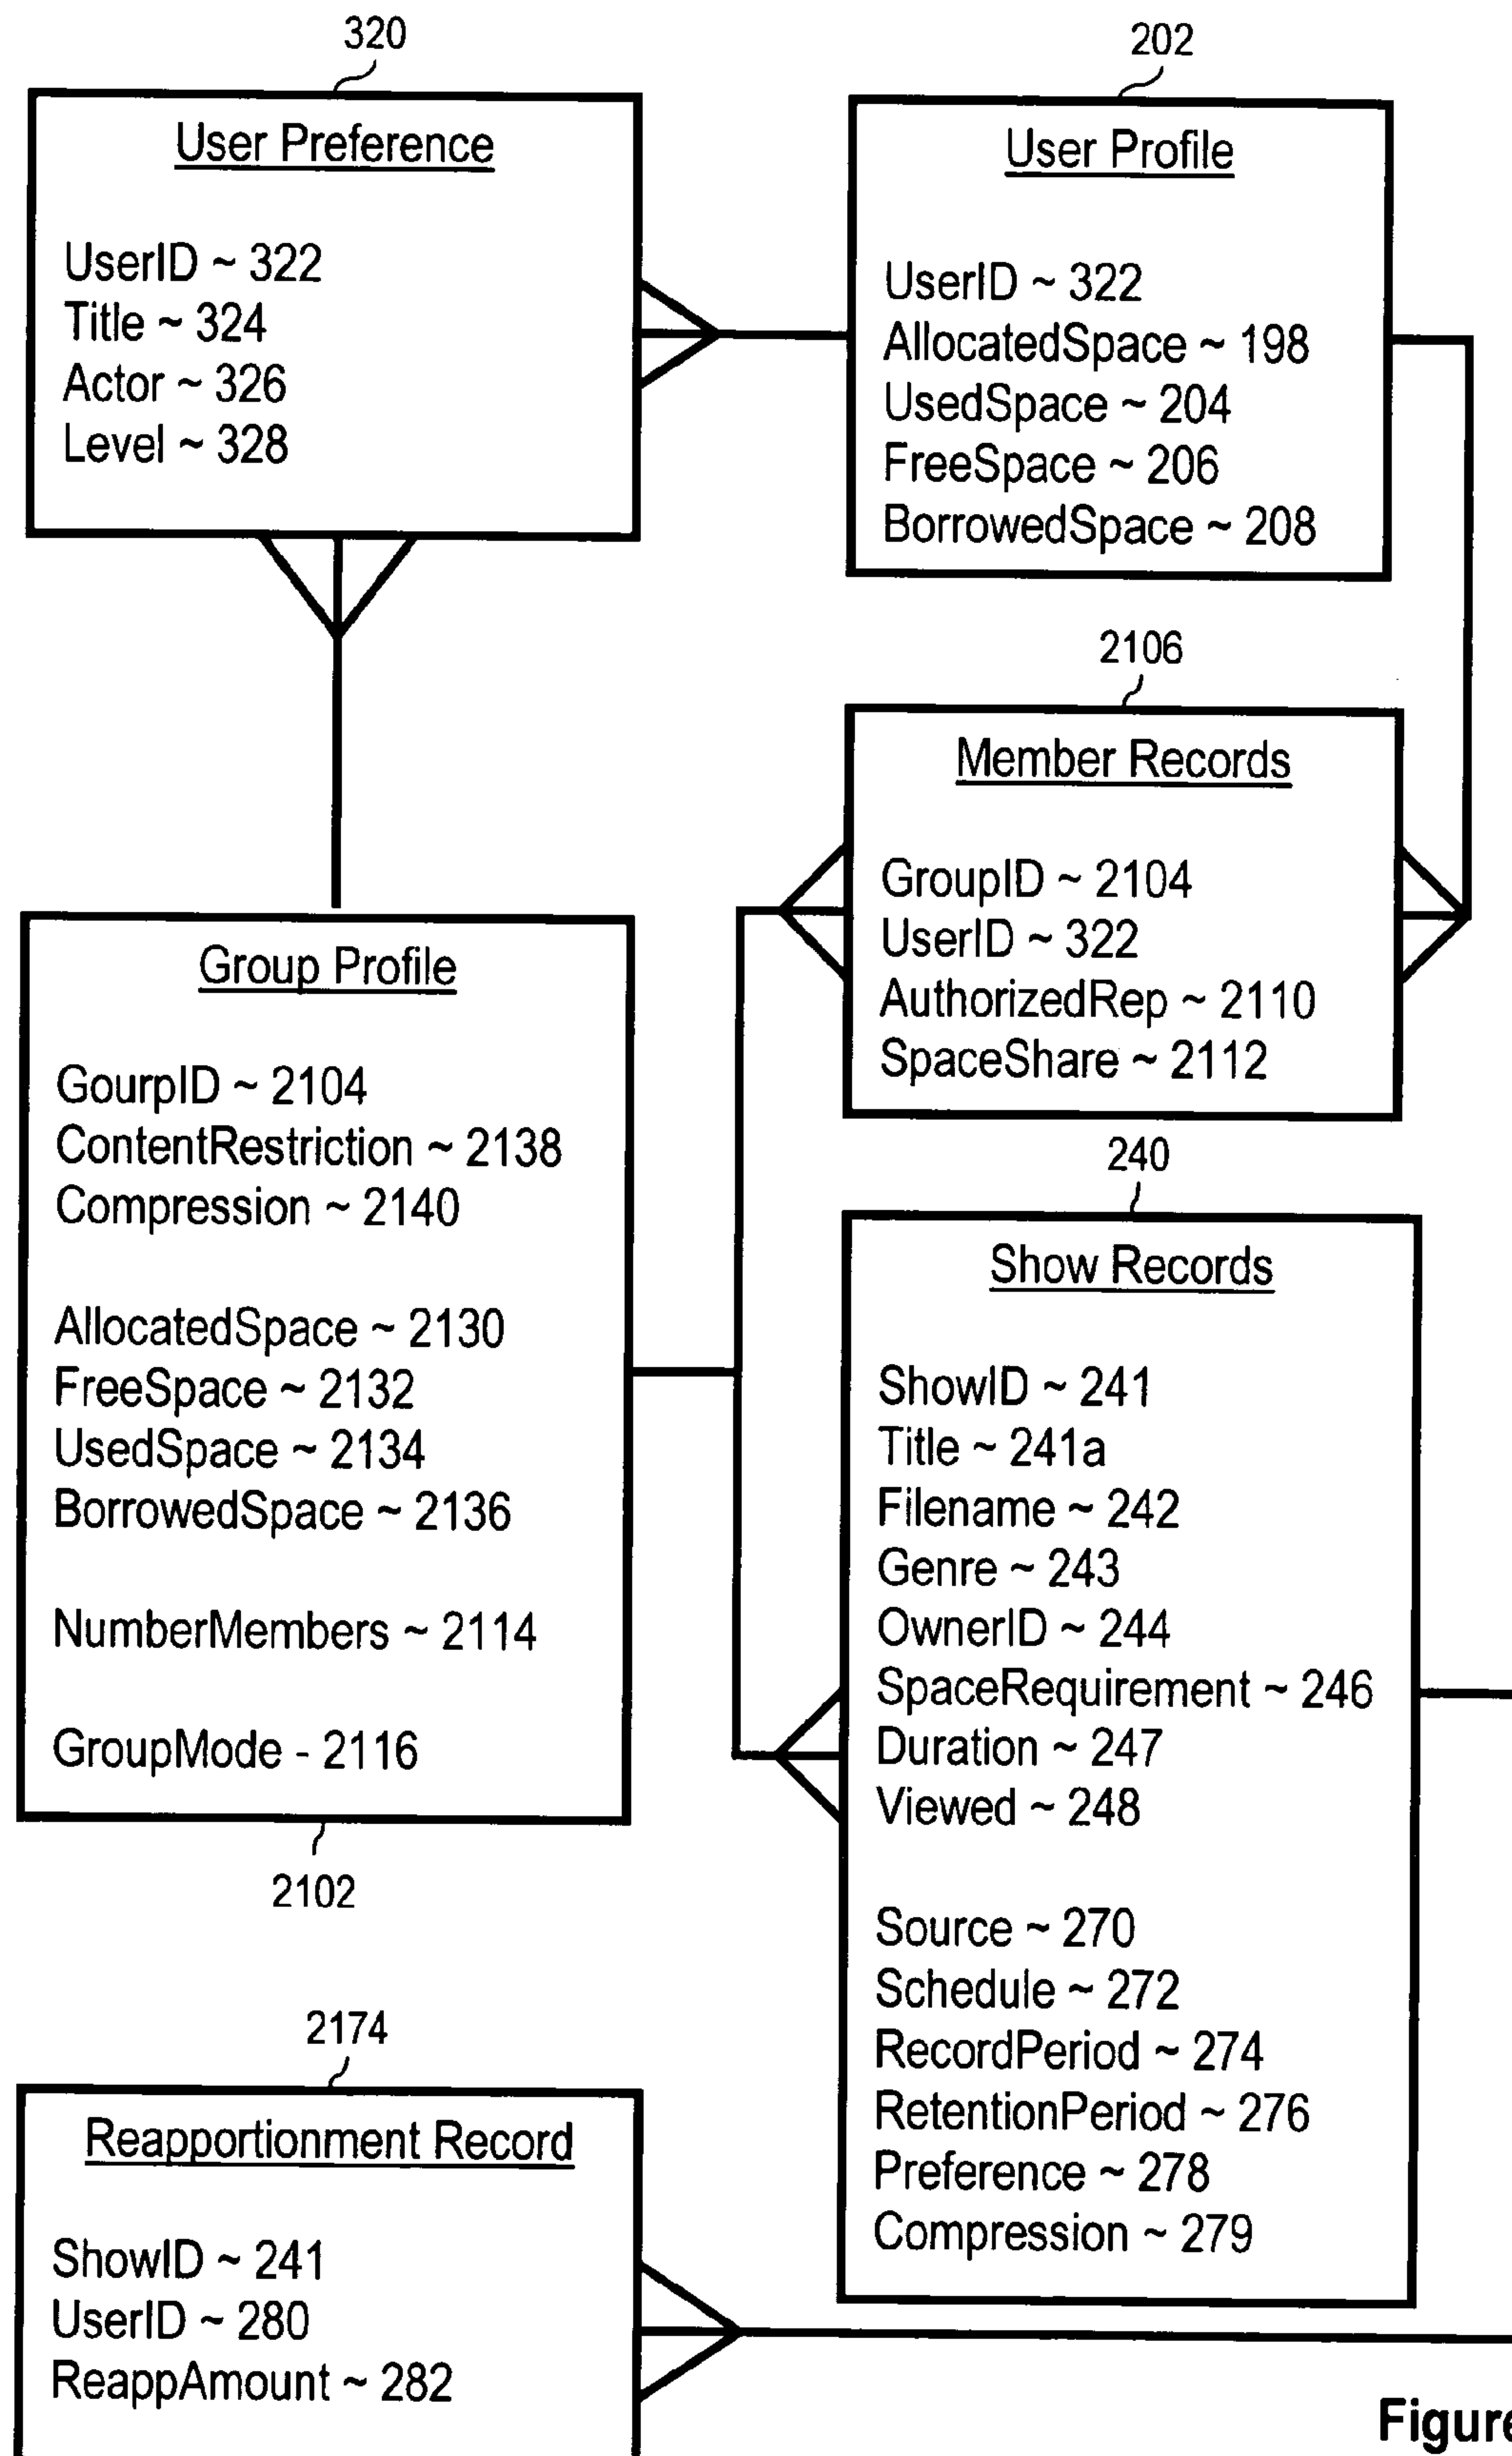 320
User Preference
UserID ~ 322
Title ~ 324
Actor ~ 326
Level ~ 328
202
User Profile
UserID ~ 322
AllocatedSpace ~ 198
UsedSpace ~ 204
FreeSpace ~ 206
BorrowedSpace ~ 208
2106
Member Records
GroupID ~ 2104
UserID ~ 322
AuthorizedRep ~ 2110
SpaceShare ~ 2112
Group Profile
GourpID ~ 2104
ContentRestriction ~ 2138
Compression ~ 2140
AllocatedSpace ~ 2130
FreeSpace ~ 2132
UsedSpace ~ 2134
BorrowedSpace ~ 2136
NumberMembers ~ 2114
GroupMode - 2116
2102
240
Show Records
ShowID ~ 241
Title ~ 241a
Filename ~ 242
Genre ~ 243
OwnerID ~ 244
SpaceRequirement ~ 246
Duration ~ 247
Viewed ~ 248
Source ~ 270
Schedule ~ 272
RecordPeriod ~ 274
RetentionPeriod ~ 276
Preference ~ 278
Compression ~ 279
2174
Reapportionment Record
ShowID ~ 241
UserID ~ 280
ReappAmount ~ 282
Figure